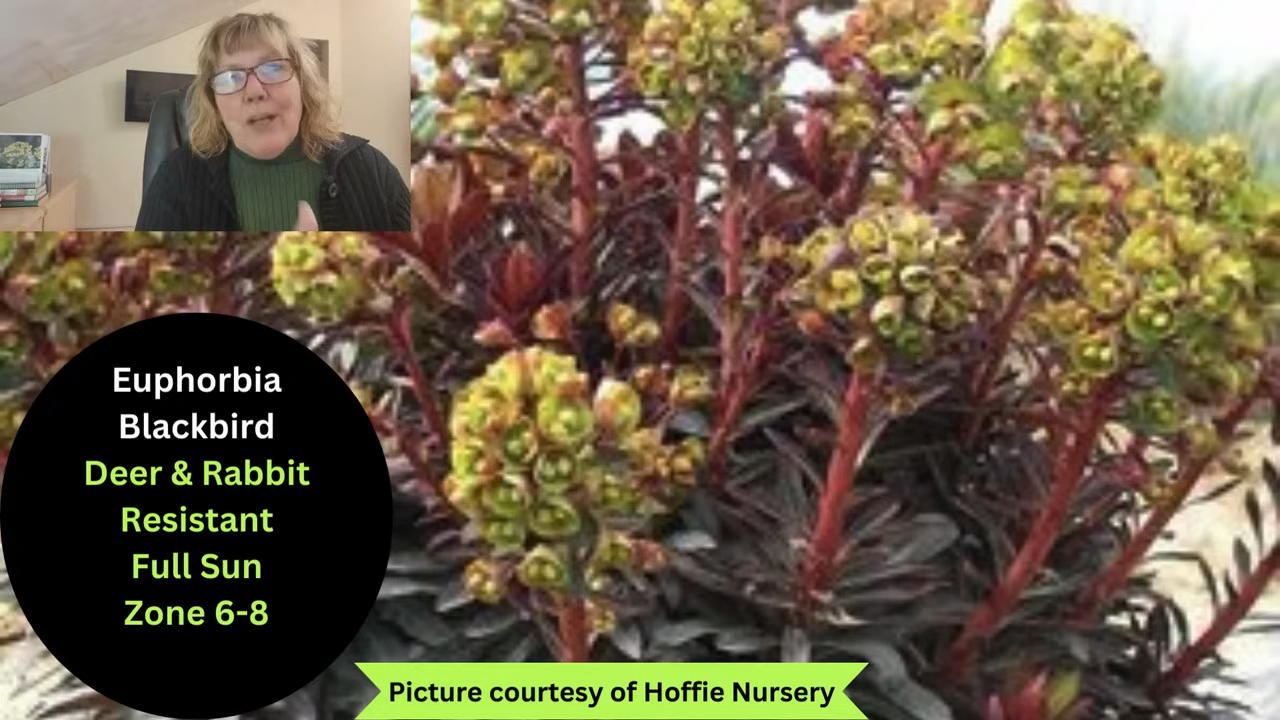 Euphorbia
Blackbird
Deer & Rabbit
Resistant
Full Sun
Zone 6-8
Picture courtesy of Hoffie Nursery